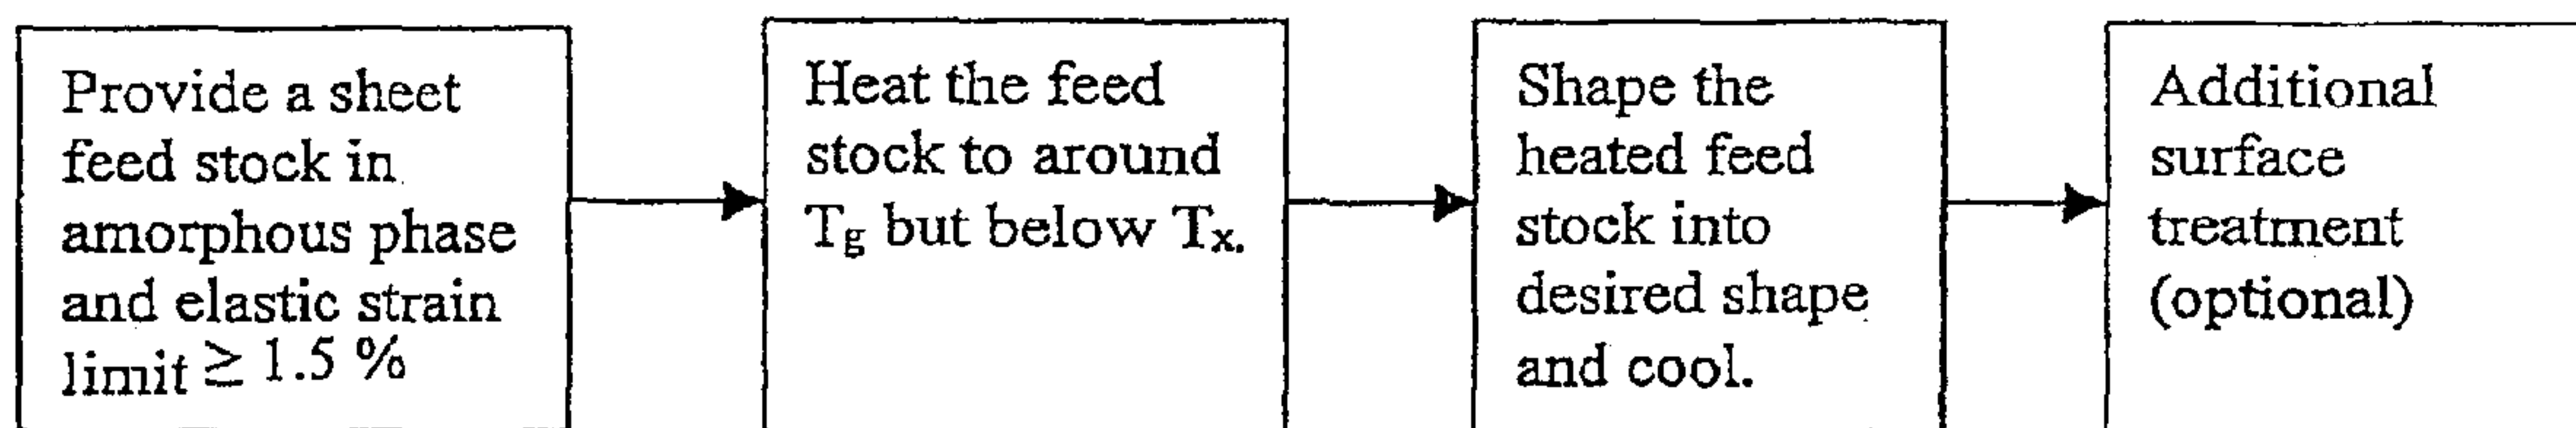 Provide a sheet
feed stock in
amorphous phase
and elastic strain
limit ≥ 1.5 %
Heat the feed
stock to around
Tg but below Tx.
Shape the
heated feed
stock into
desired shape
and cool.
Additional
surface
treatment
(optional)